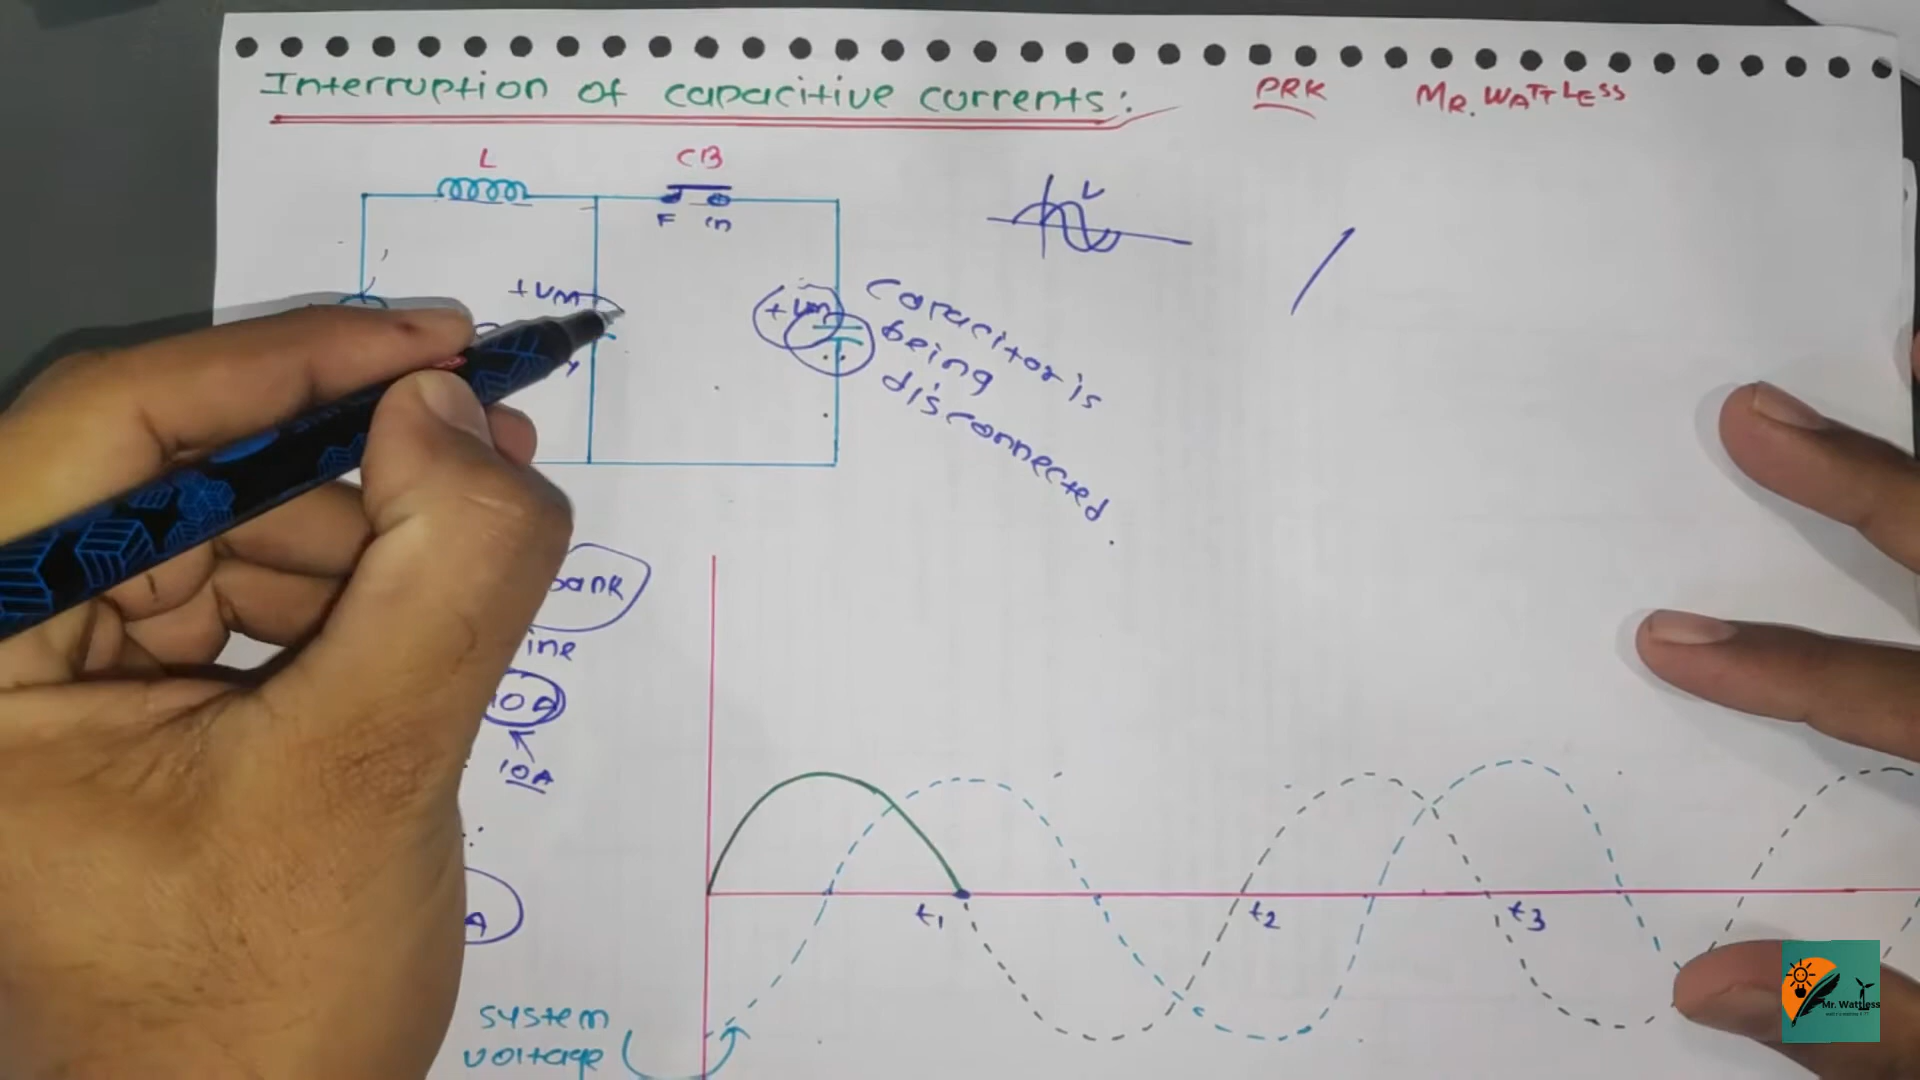 Interruption of capacitive currents:
PRK
MR. WATTLESS
L
CB
F m
V
+Vm
+Vm
capacitor is
being
disconnected.
bank
ine
10A
10A
A
t1
t2
t3
system
voltage
Mr. Wattless